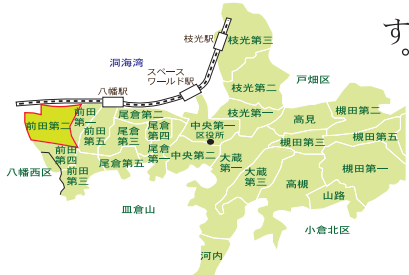 す。
枝光駅
枝光第三
洞海湾
スペース
ワールド駅
戸畑区
八幡駅
枝光第二
前田
第一
尾倉第二
枝光第一
槻田第二
前田第二
前田
第五
尾倉
第三
尾倉
第四
中央第一
区役所
高見
槻田第五
前田
第四
尾倉第五
尾倉
第一
中央第二
大蔵
第一
槻田第三
槻田第一
八幡西区
前田
第三
大蔵
第三
高槻
山路
皿倉山
小倉北区
河内